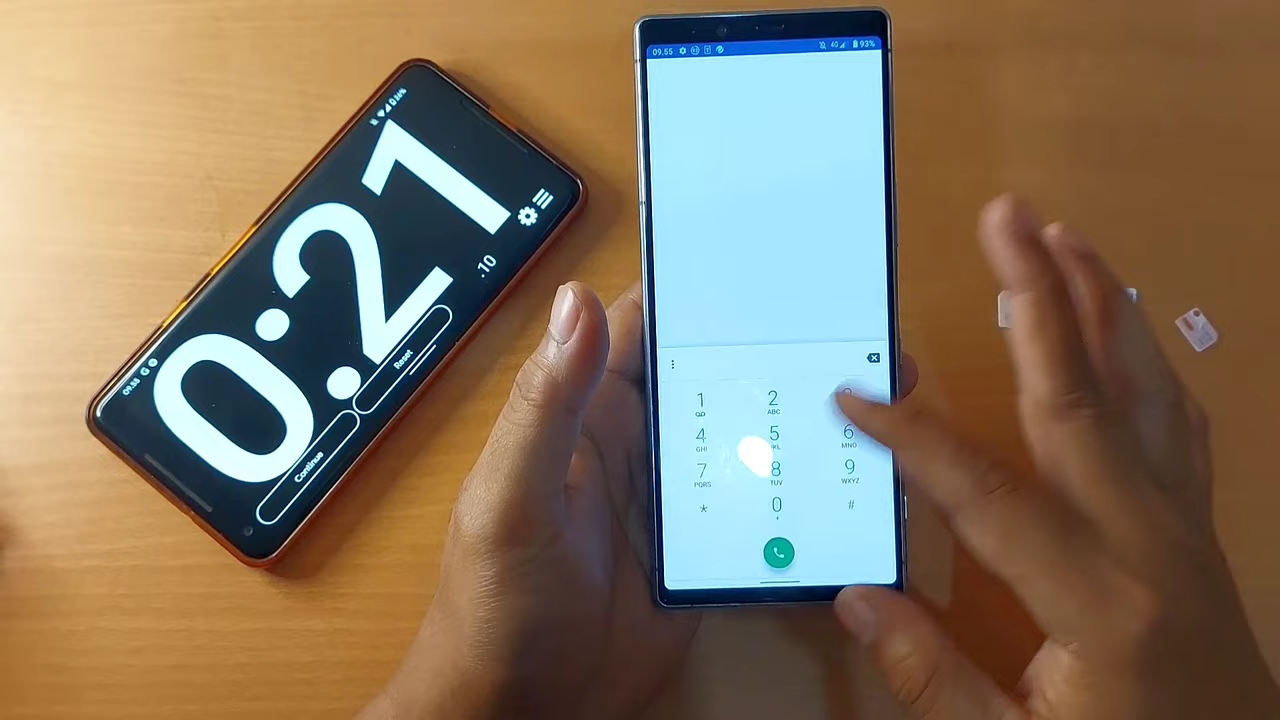 0:21
.10
Reset
Continue
09.55
4G 93%
1
2
ABC
4
GHI
5
JKL
6
MNO
7
PQRS
8
TUV
9
WXYZ
*
0
+
#